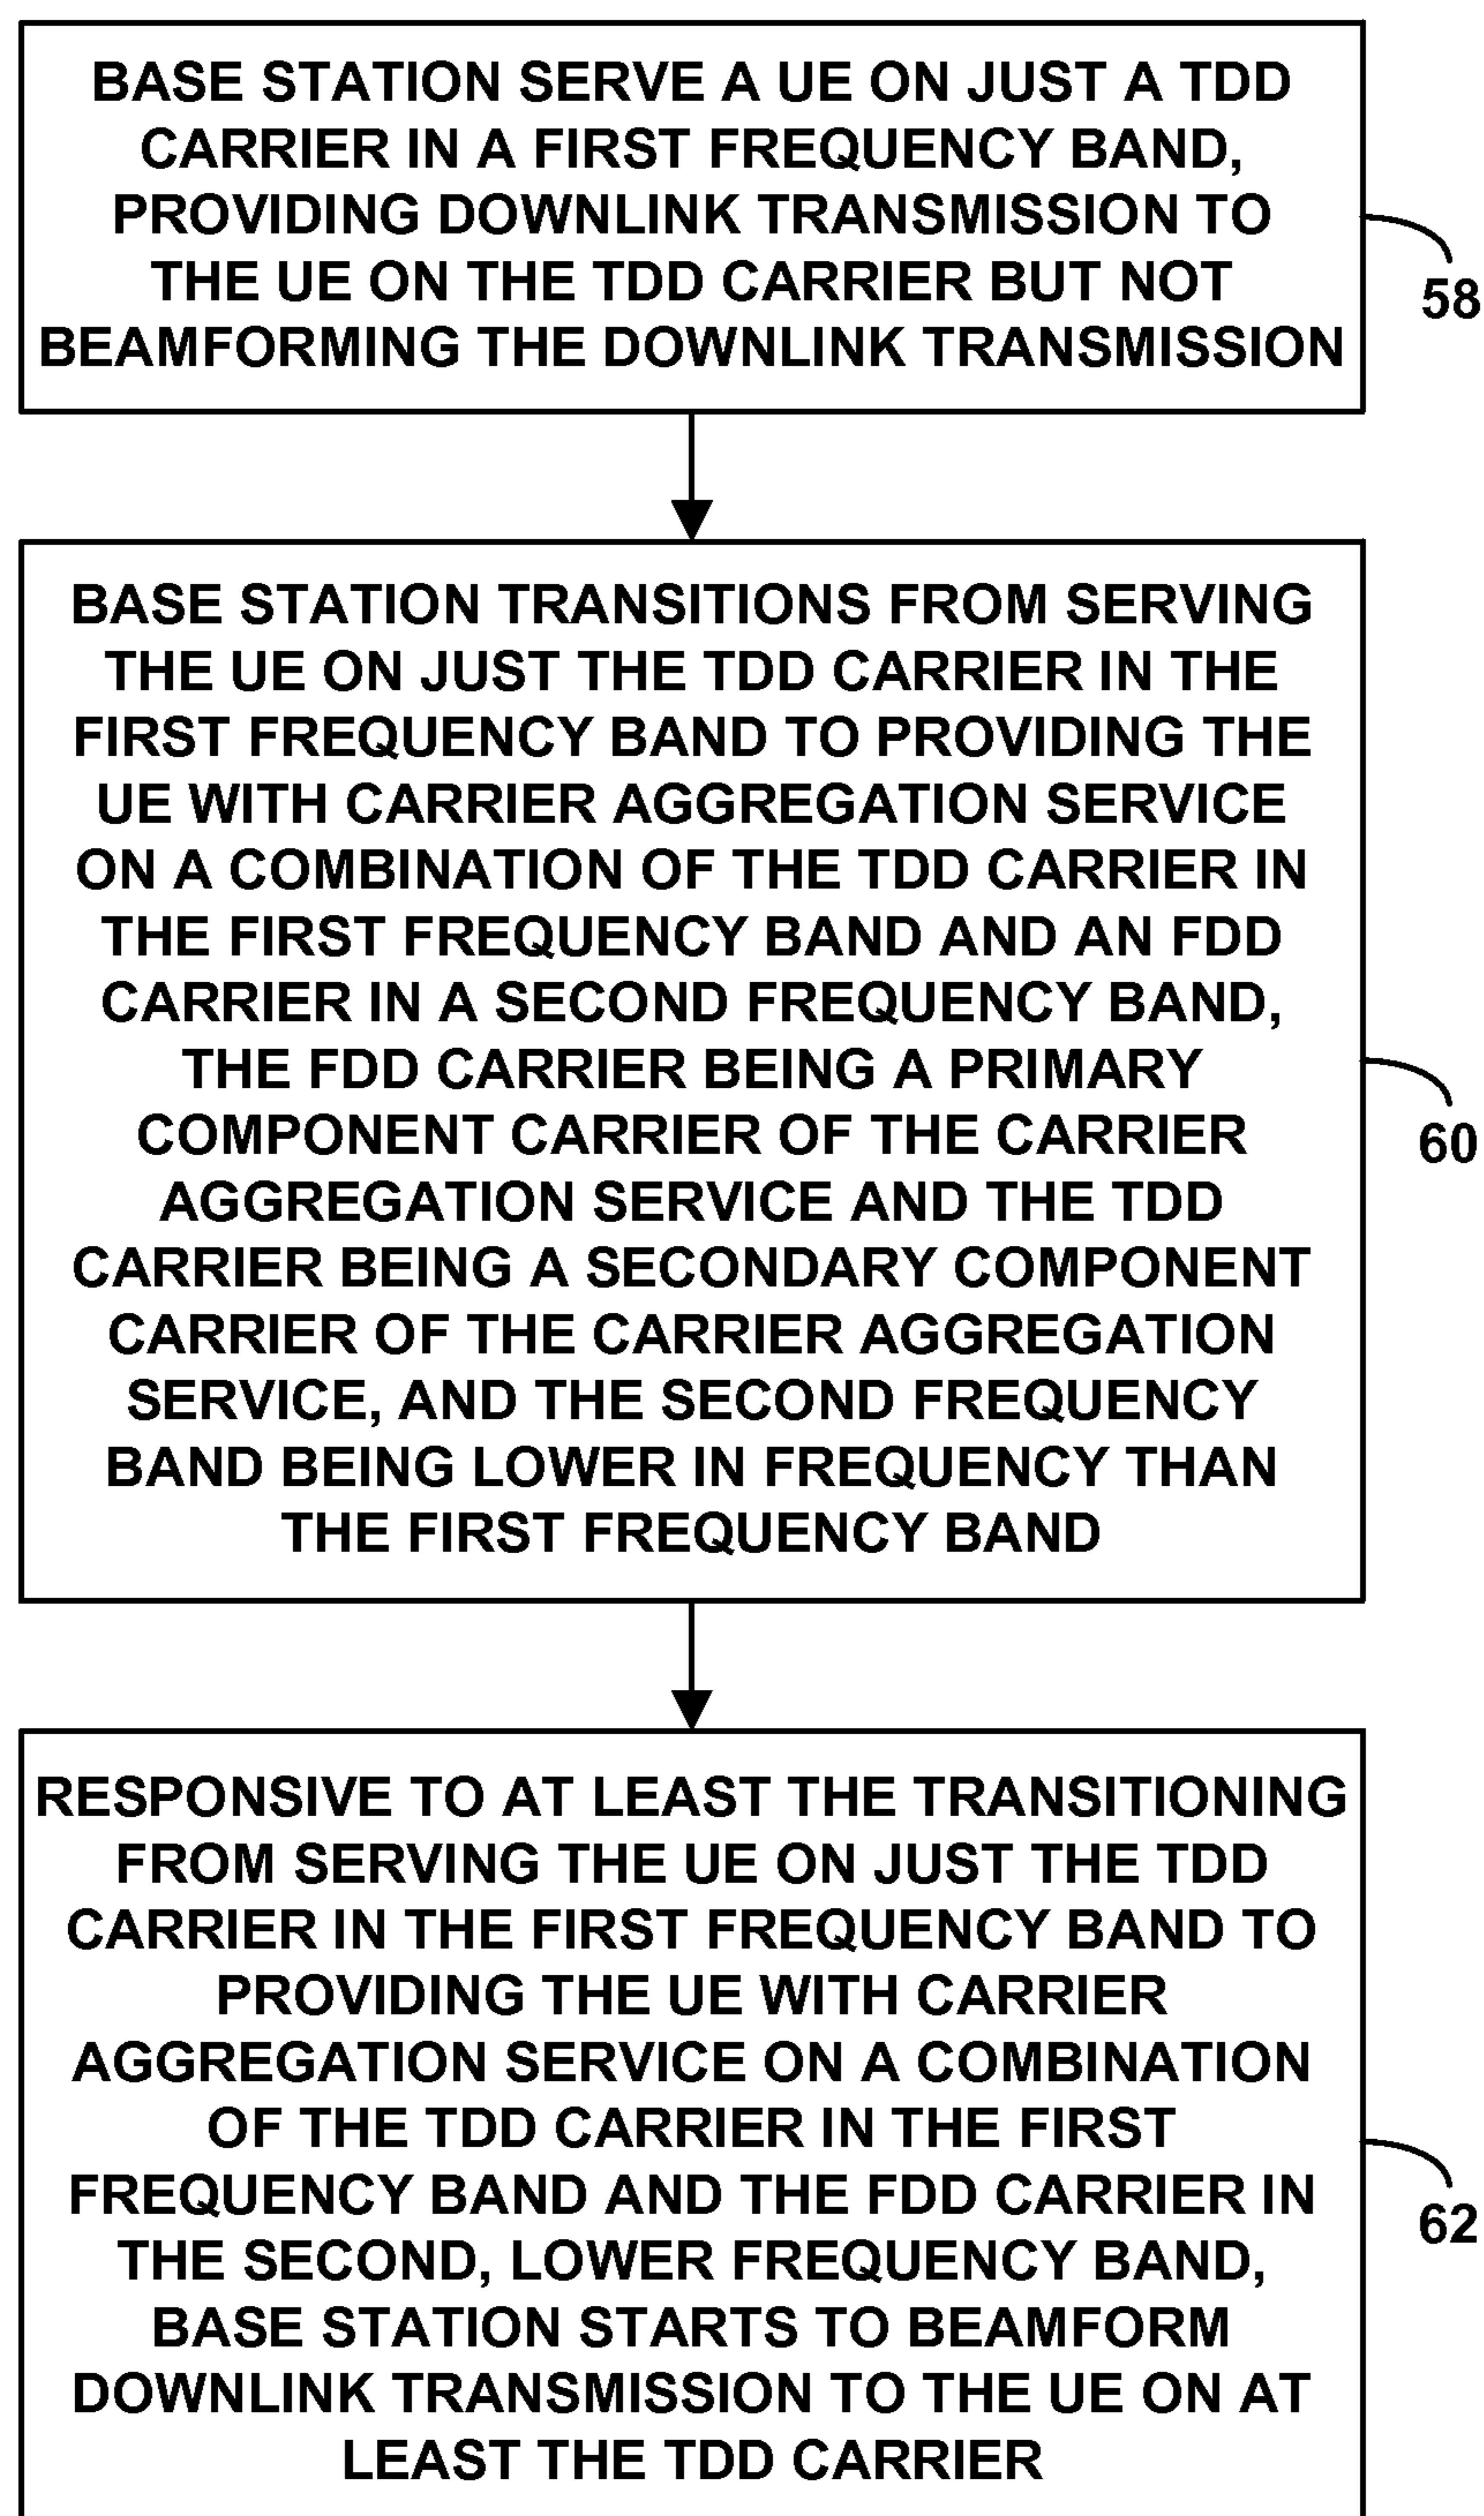 BASE STATION SERVE A UE ON JUST A TDD
CARRIER IN A FIRST FREQUENCY BAND,
PROVIDING DOWNLINK TRANSMISSION TO
THE UE ON THE TDD CARRIER BUT NOT
BEAMFORMING THE DOWNLINK TRANSMISSION
58
BASE STATION TRANSITIONS FROM SERVING
THE UE ON JUST THE TDD CARRIER IN THE
FIRST FREQUENCY BAND TO PROVIDING THE
UE WITH CARRIER AGGREGATION SERVICE
ON A COMBINATION OF THE TDD CARRIER IN
THE FIRST FREQUENCY BAND AND AN FDD
CARRIER IN A SECOND FREQUENCY BAND,
THE FDD CARRIER BEING A PRIMARY
COMPONENT CARRIER OF THE CARRIER
AGGREGATION SERVICE AND THE TDD
CARRIER BEING A SECONDARY COMPONENT
CARRIER OF THE CARRIER AGGREGATION
SERVICE, AND THE SECOND FREQUENCY
BAND BEING LOWER IN FREQUENCY THAN
THE FIRST FREQUENCY BAND
60
RESPONSIVE TO AT LEAST THE TRANSITIONING
FROM SERVING THE UE ON JUST THE TDD
CARRIER IN THE FIRST FREQUENCY BAND TO
PROVIDING THE UE WITH CARRIER
AGGREGATION SERVICE ON A COMBINATION
OF THE TDD CARRIER IN THE FIRST
FREQUENCY BAND AND THE FDD CARRIER IN
THE SECOND, LOWER FREQUENCY BAND,
BASE STATION STARTS TO BEAMFORM
DOWNLINK TRANSMISSION TO THE UE ON AT
LEAST THE TDD CARRIER
62